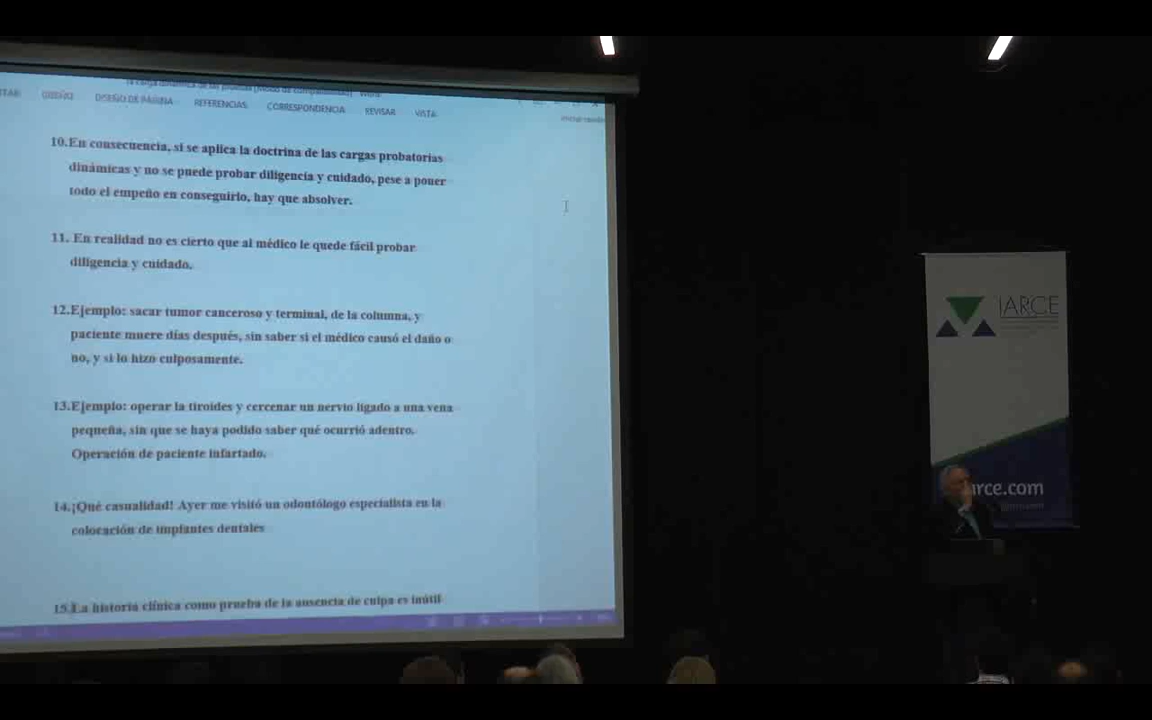 DISEÑO
DISEÑO DE PÁGINA
REFERENCIAS
CORRESPONDENCIA
REVISAR
VISTA
10.En consecuencia, si se aplica la doctrina de las cargas probatorias
dinámicas y no se puede probar diligencia y cuidado, pese a poner
todo el empeño en conseguirlo, hay que absolver.
11. En realidad no es cierto que al médico le quede fácil probar
diligencia y cuidado.
12.Ejemplo: sacar tumor canceroso y terminal, de la columna, y
paciente muere días después, sin saber si el médico causó el daño o
no, y si lo hizo culposamente.
13.Ejemplo: operar la tiroides y cercenar un nervio ligado a una vena
pequeña, sin que se haya podido saber qué ocurrió adentro.
Operación de paciente infartado.
14.¡Qué casualidad! Ayer me visitó un odontólogo especialista en la
colocación de implantes dentales
15.La historia clínica como prueba de la ausencia de culpa es inútil
IARCE
arce.com